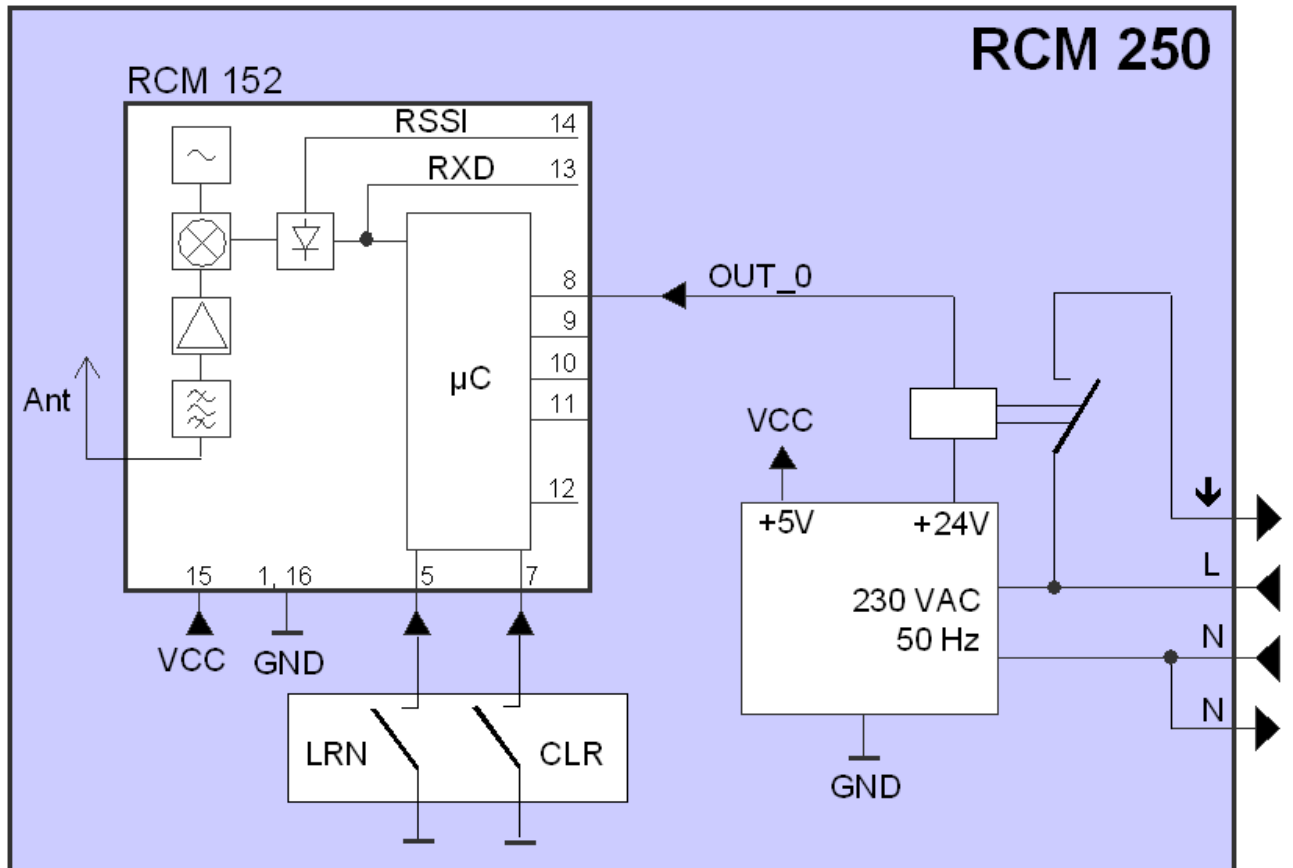 RCM 250
RCM 152
RSSI 14
RXD 13
8
OUT_0
9
10
11
12
µC
Ant
VCC
+5V +24V
230 VAC
50 Hz
L
N
N
15 1, 16 5 7
VCC GND
LRN CLR
GND